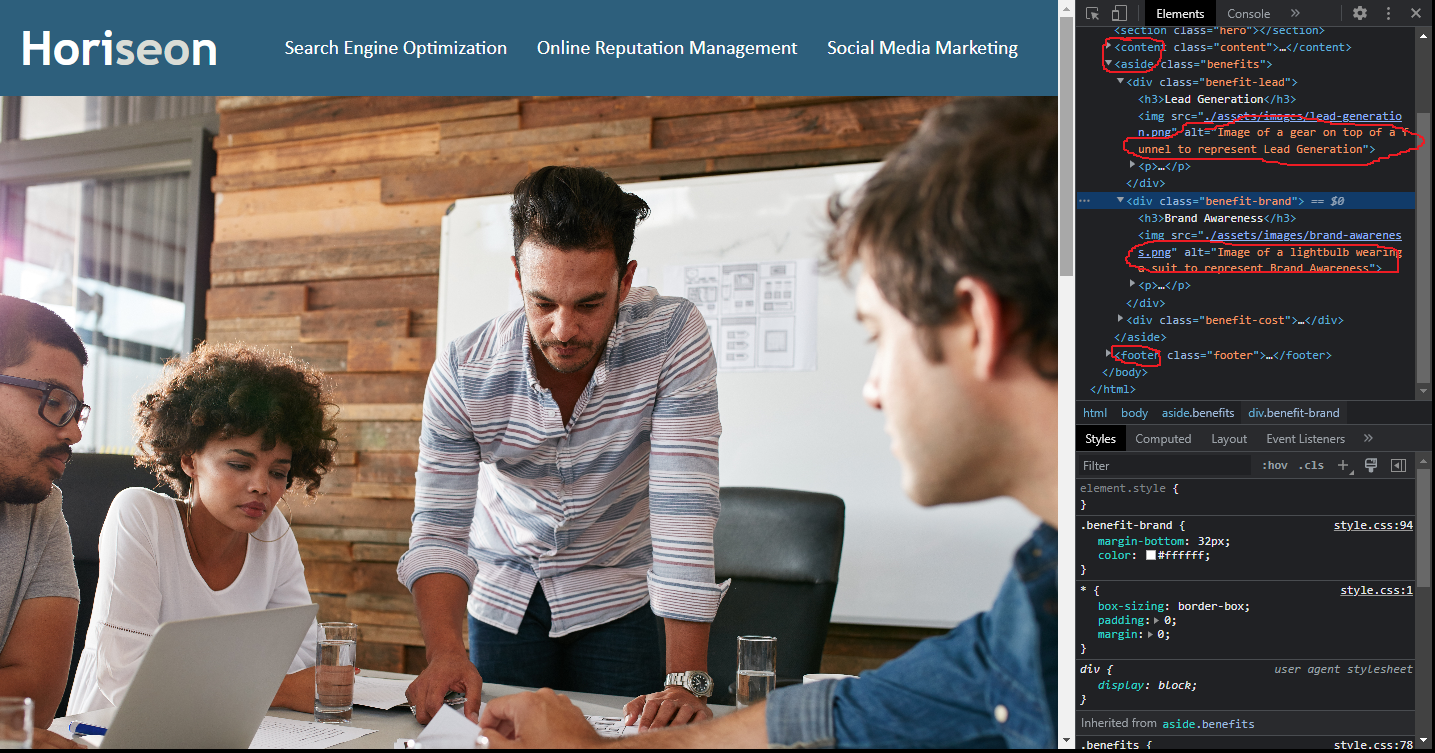 Horiseon
Search Engine Optimization Online Reputation Management Social Media Marketing
Elements Console »
<section class="hero"></section>
<content class="content">…</content>
<aside class="benefits">
<div class="benefit-lead">
<h3>Lead Generation</h3>
<img src="./assets/images/lead-generatio
n.png" alt="Image of a gear on top of a f
unnel to represent Lead Generation">
<p>…</p>
</div>
<div class="benefit-brand"> == $0
<h3>Brand Awareness</h3>
<img src="./assets/images/brand-awarenes
s.png" alt="Image of a lightbulb wearing
a suit to represent Brand Awareness">
<p>…</p>
</div>
<div class="benefit-cost">…</div>
</aside>
<footer class="footer">…</footer>
</body>
</html>
html body aside.benefits div.benefit-brand
Styles Computed Layout Event Listeners »
Filter :hov .cls +
element.style {
}
.benefit-brand { style.css:94
margin-bottom: 32px;
color: #ffffff;
}
* { style.css:1
box-sizing: border-box;
padding: 0;
margin: 0;
}
div { user agent stylesheet
display: block;
}
Inherited from aside.benefits
.benefits { style.css:78